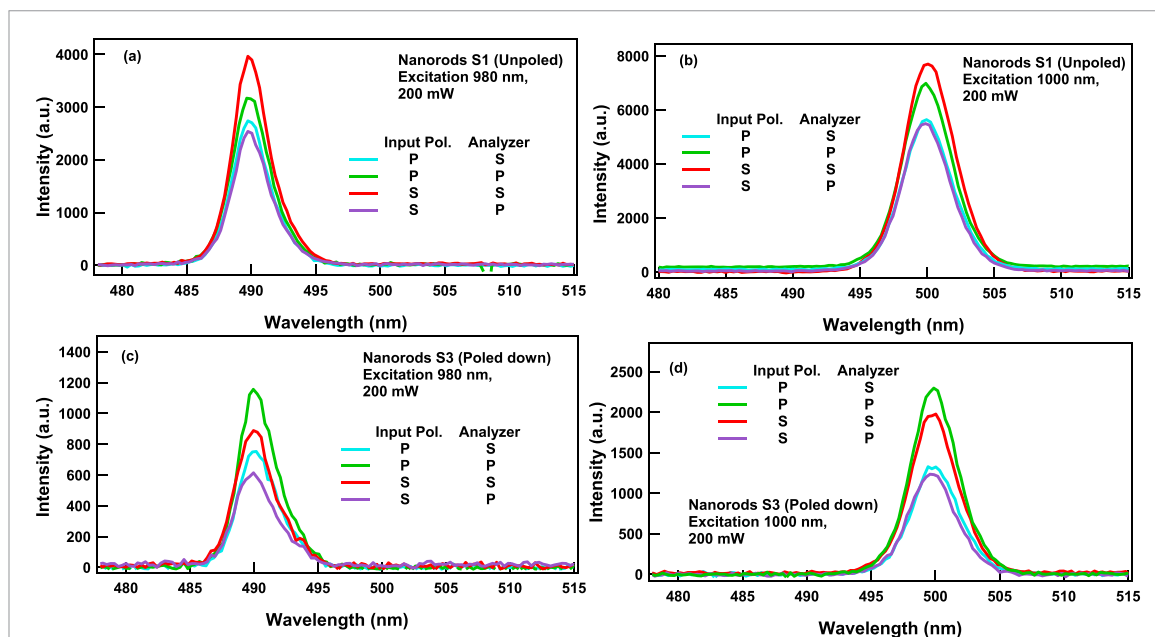 (a)
Nanorods S1 (Unpoled)
Excitation 980 nm,
200 mW
Input Pol. Analyzer
P S
P P
S S
S P
Intensity (a.u.)
4000
3000
2000
1000
0
480 485 490 495 500 505 510 515
Wavelength (nm)
(b)
Nanorods S1 (Unpoled)
Excitation 1000 nm,
200 mW
Input Pol. Analyzer
P S
P P
S S
S P
Intensity (a.u.)
8000
6000
4000
2000
0
480 485 490 495 500 505 510 515
Wavelength (nm)
(c)
Nanorods S3 (Poled down)
Excitation 980 nm,
200 mW
Input Pol. Analyzer
P S
P P
S S
S P
Intensity (a.u.)
1400
1200
1000
800
600
400
200
0
480 485 490 495 500 505 510 515
Wavelength (nm)
(d)
Input Pol. Analyzer
P S
P P
S S
S P
Nanorods S3 (Poled down)
Excitation 1000 nm,
200 mW
Intensity (a.u.)
2500
2000
1500
1000
500
0
480 485 490 495 500 505 510 515
Wavelength (nm)